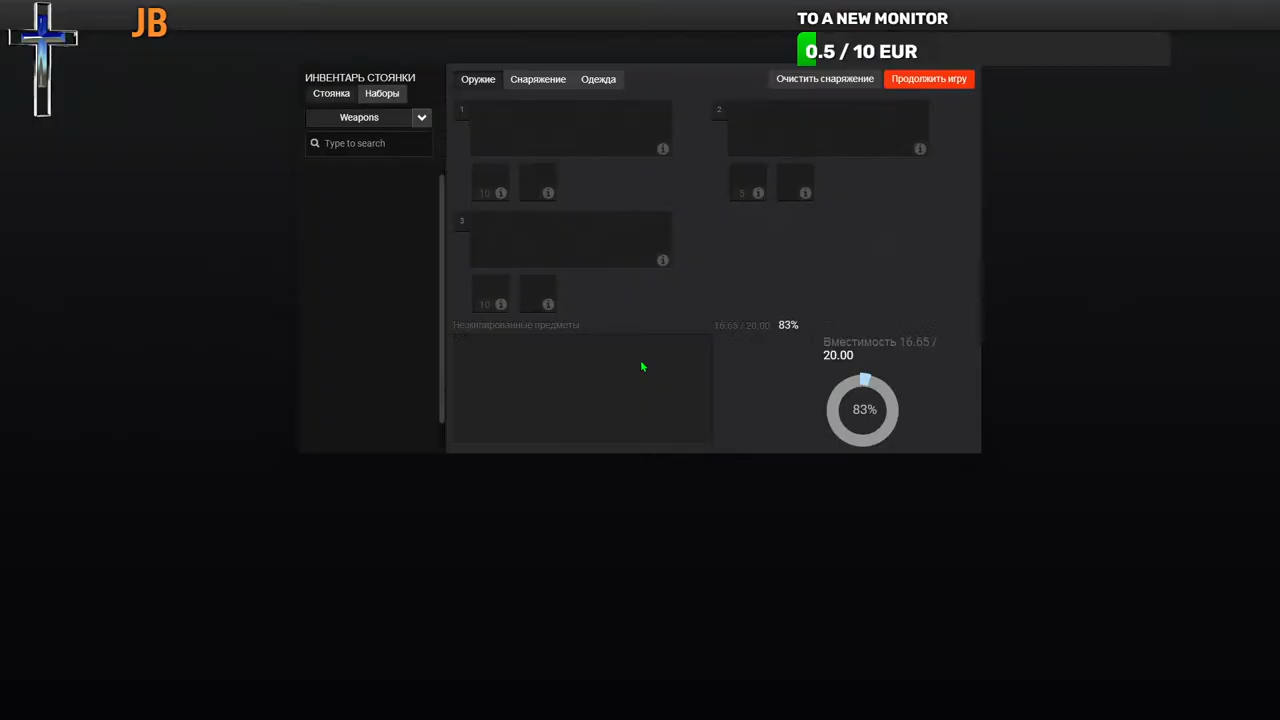 JB
TO A NEW MONITOR
0.5 / 10 EUR
ИНВЕНТАРЬ СТОЯНКИ
Стоянка Наборы
Weapons
Type to search
Оружие Снаряжение Одежда
Очистить снаряжение Продолжить игру
1
2
10
5
3
10
Неэкипированные предметы
16.65 / 20.00 83%
Вместимость 16.65 /
20.00
83%